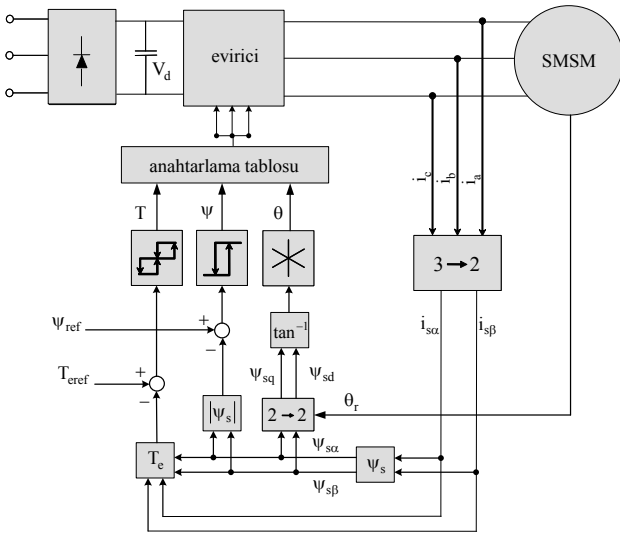 V_d
evirici
SMSM
i_c
i_b
i_a
anahtarlama tablosu
T
ψ
θ
3 → 2
i_sα
i_sβ
ψ_ref
+
−
tan⁻¹
T_eref
+
−
ψ_sq
ψ_sd
|ψ_s|
2 → 2
θ_r
T_e
ψ_sα
ψ_s
ψ_sβ